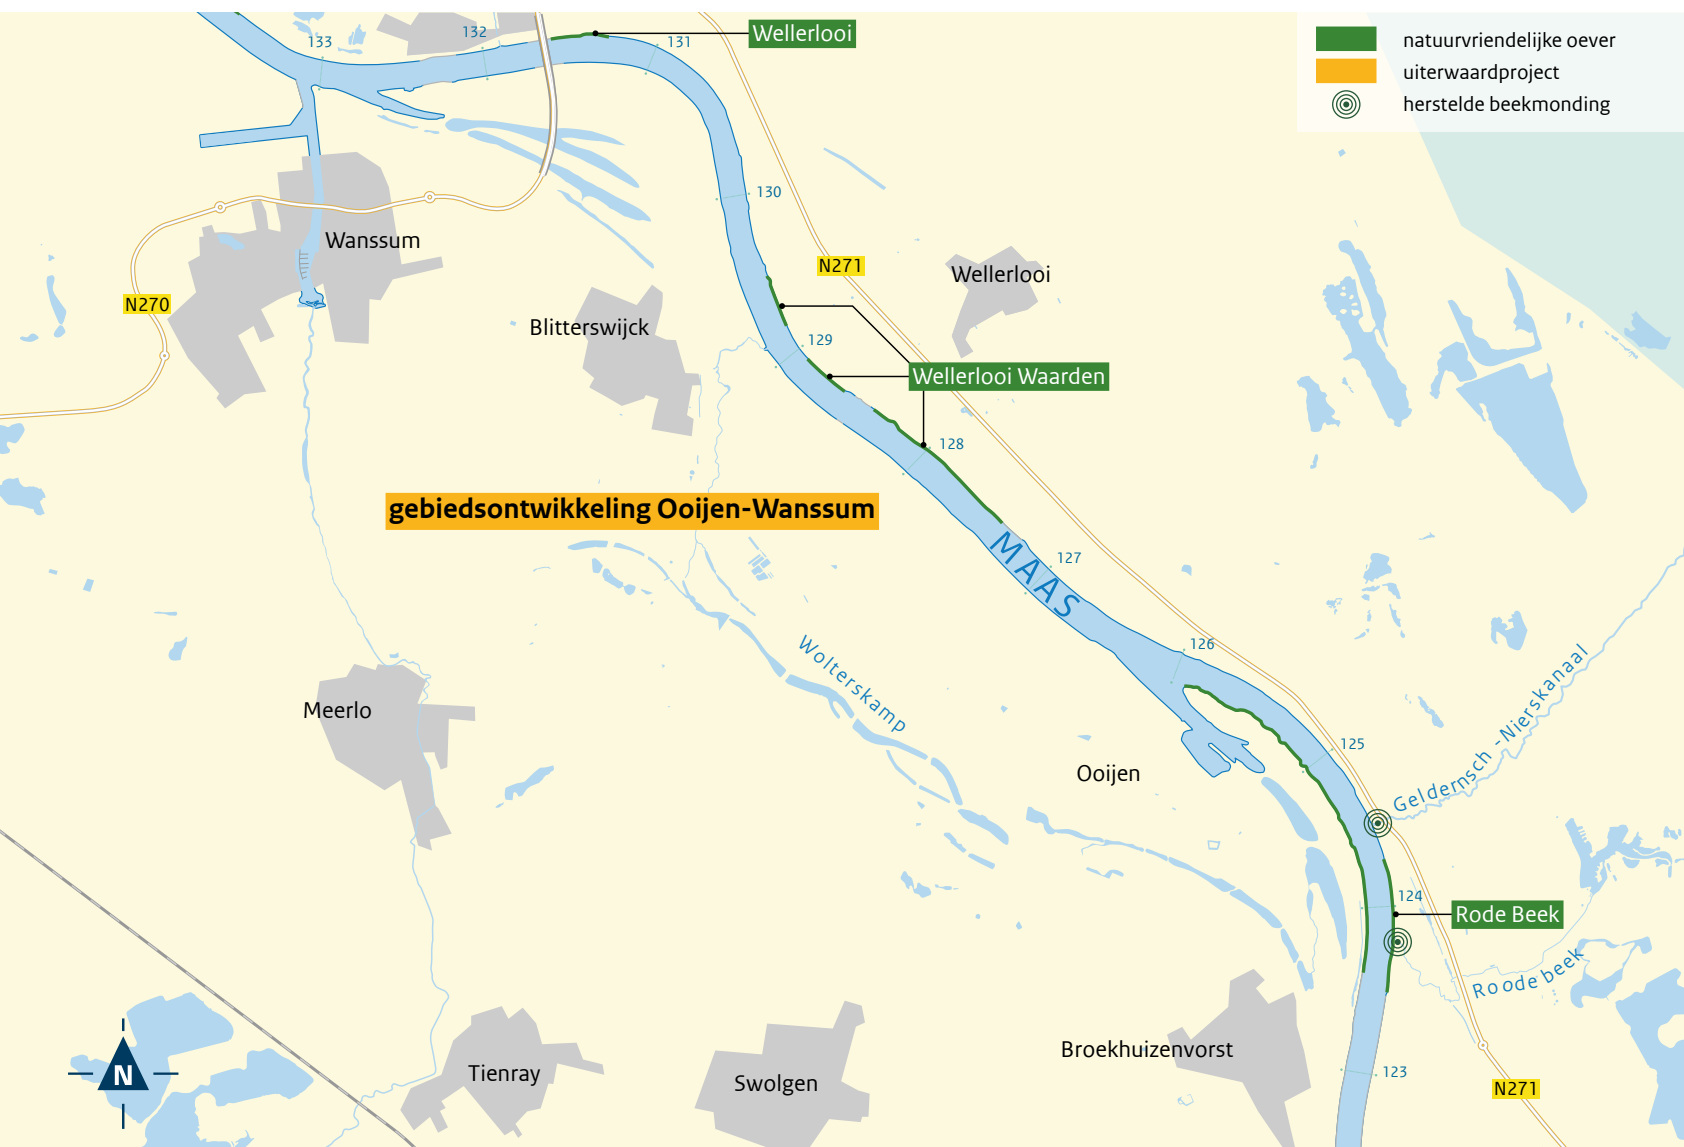 Wellerlooi
natuurvriendelijke oever
uiterwaardproject
herstelde beekmonding
133
132
131
130
Wanssum
N271
Wellerlooi
N270
Blitterswijck
129
Wellerlooi Waarden
128
gebiedsontwikkeling Ooijen-Wanssum
MAAS
127
126
Wolterskamp
Geldernsch -Nierskanaal
Meerlo
125
Ooijen
124
Rode Beek
Roode beek
Broekhuizenvorst
N
Tienray
Swolgen
123
N271